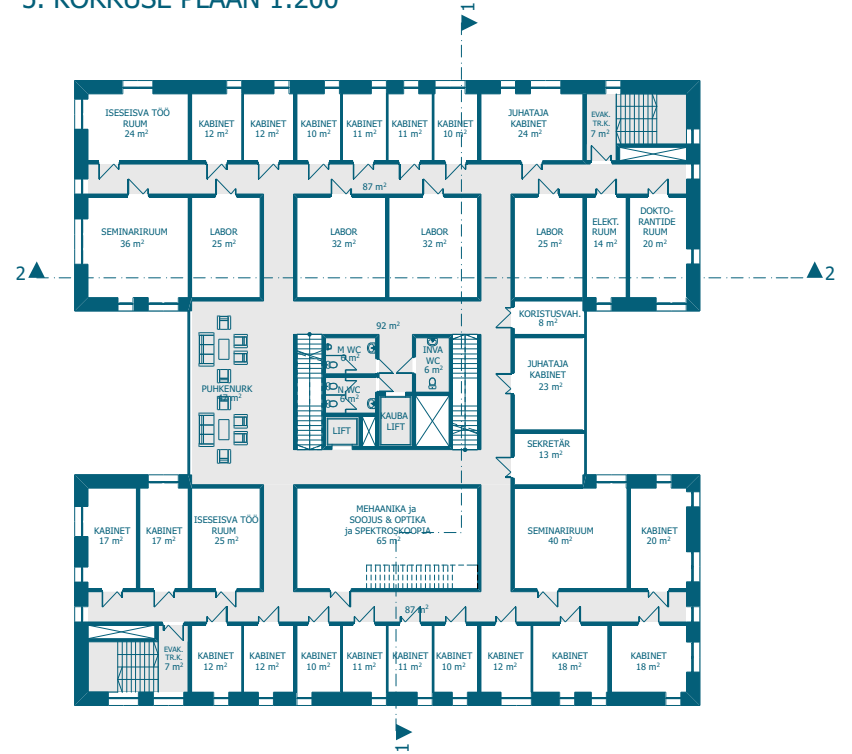 5. KORRUSE PLAAN 1:200
1
ISESEISVA TÖÖ
RUUM
24 m²
KABINET
12 m²
KABINET
12 m²
KABINET
10 m²
KABINET
11 m²
KABINET
11 m²
KABINET
10 m²
JUHATAJA
KABINET
24 m²
EVAK.
TR.K.
7 m²
87 m²
SEMINARIRUUM
36 m²
LABOR
25 m²
LABOR
32 m²
LABOR
32 m²
LABOR
25 m²
ELEKT.
RUUM
14 m²
DOKTO-
RANTIDE
RUUM
20 m²
2
2
92 m²
KORISTUSVAH.
8 m²
M WC
6 m²
INVA
WC
6 m²
JUHATAJA
KABINET
23 m²
PUHKENURK
47 m²
N WC
6 m²
LIFT
KAUBA
LIFT
SEKRETÄR
13 m²
KABINET
17 m²
KABINET
17 m²
ISESEISVA TÖÖ
RUUM
25 m²
MEHAANIKA ja
SOOJUS & OPTIKA
ja SPEKTROSKOOPIA
65 m²
SEMINARIRUUM
40 m²
KABINET
20 m²
87 m²
EVAK.
TR.K.
7 m²
KABINET
12 m²
KABINET
12 m²
KABINET
10 m²
KABINET
11 m²
KABINET
11 m²
KABINET
10 m²
KABINET
12 m²
KABINET
18 m²
KABINET
18 m²
1